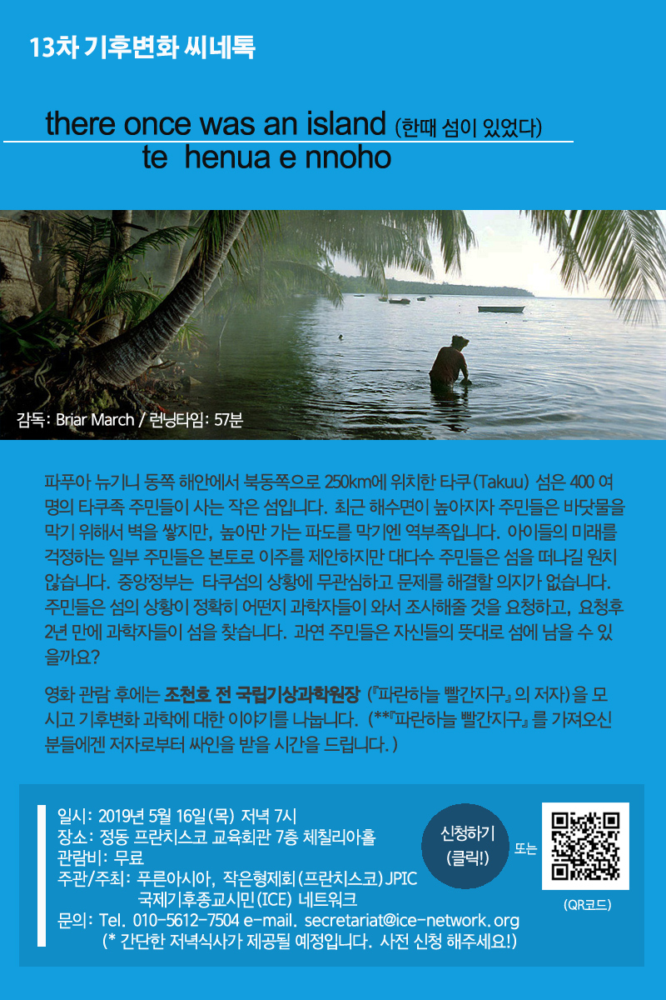 13차 기후변화 씨네톡
there once was an island (한때 섬이 있었다)
te henua e nnoho
감독: Briar March / 런닝타임: 57분
파푸아 뉴기니 동쪽 해안에서 북동쪽으로 250km에 위치한 타쿠(Takuu) 섬은 400 여
명의 타쿠족 주민들이 사는 작은 섬입니다. 최근 해수면이 높아지자 주민들은 바닷물을
막기 위해서 벽을 쌓지만, 높아만 가는 파도를 막기엔 역부족입니다. 아이들의 미래를
걱정하는 일부 주민들은 본토로 이주를 제안하지만 대다수 주민들은 섬을 떠나길 원치
않습니다. 중앙정부는 타쿠섬의 상황에 무관심하고 문제를 해결할 의지가 없습니다.
주민들은 섬의 상황이 정확히 어떤지 과학자들이 와서 조사해줄 것을 요청하고, 요청후
2년 만에 과학자들이 섬을 찾습니다. 과연 주민들은 자신들의 뜻대로 섬에 남을 수 있
을까요?
영화 관람 후에는 조천호 전 국립기상과학원장 (『파란하늘 빨간지구』의 저자)을 모
시고 기후변화 과학에 대한 이야기를 나눕니다. (**『파란하늘 빨간지구』를 가져오신
분들에겐 저자로부터 싸인을 받을 시간을 드립니다.)
일시: 2019년 5월 16일(목) 저녁 7시
장소: 정동 프란치스코 교육회관 7층 체칠리아홀
관람비: 무료
주관/주최: 푸른아시아, 작은형제회(프란치스코)JPIC
국제기후종교시민(ICE) 네트워크
문의: Tel. 010-5612-7504 e-mail. secretariat@ice-network.org
(* 간단한 저녁식사가 제공될 예정입니다. 사전 신청 해주세요!)
신청하기
(클릭!)
또는
(QR코드)